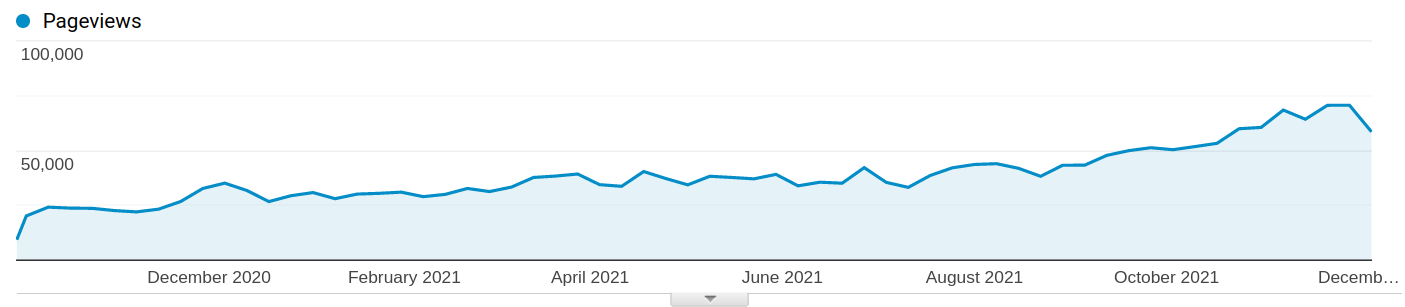 Pageviews
100,000
50,000
December 2020 February 2021 April 2021 June 2021 August 2021 October 2021 Decemb…